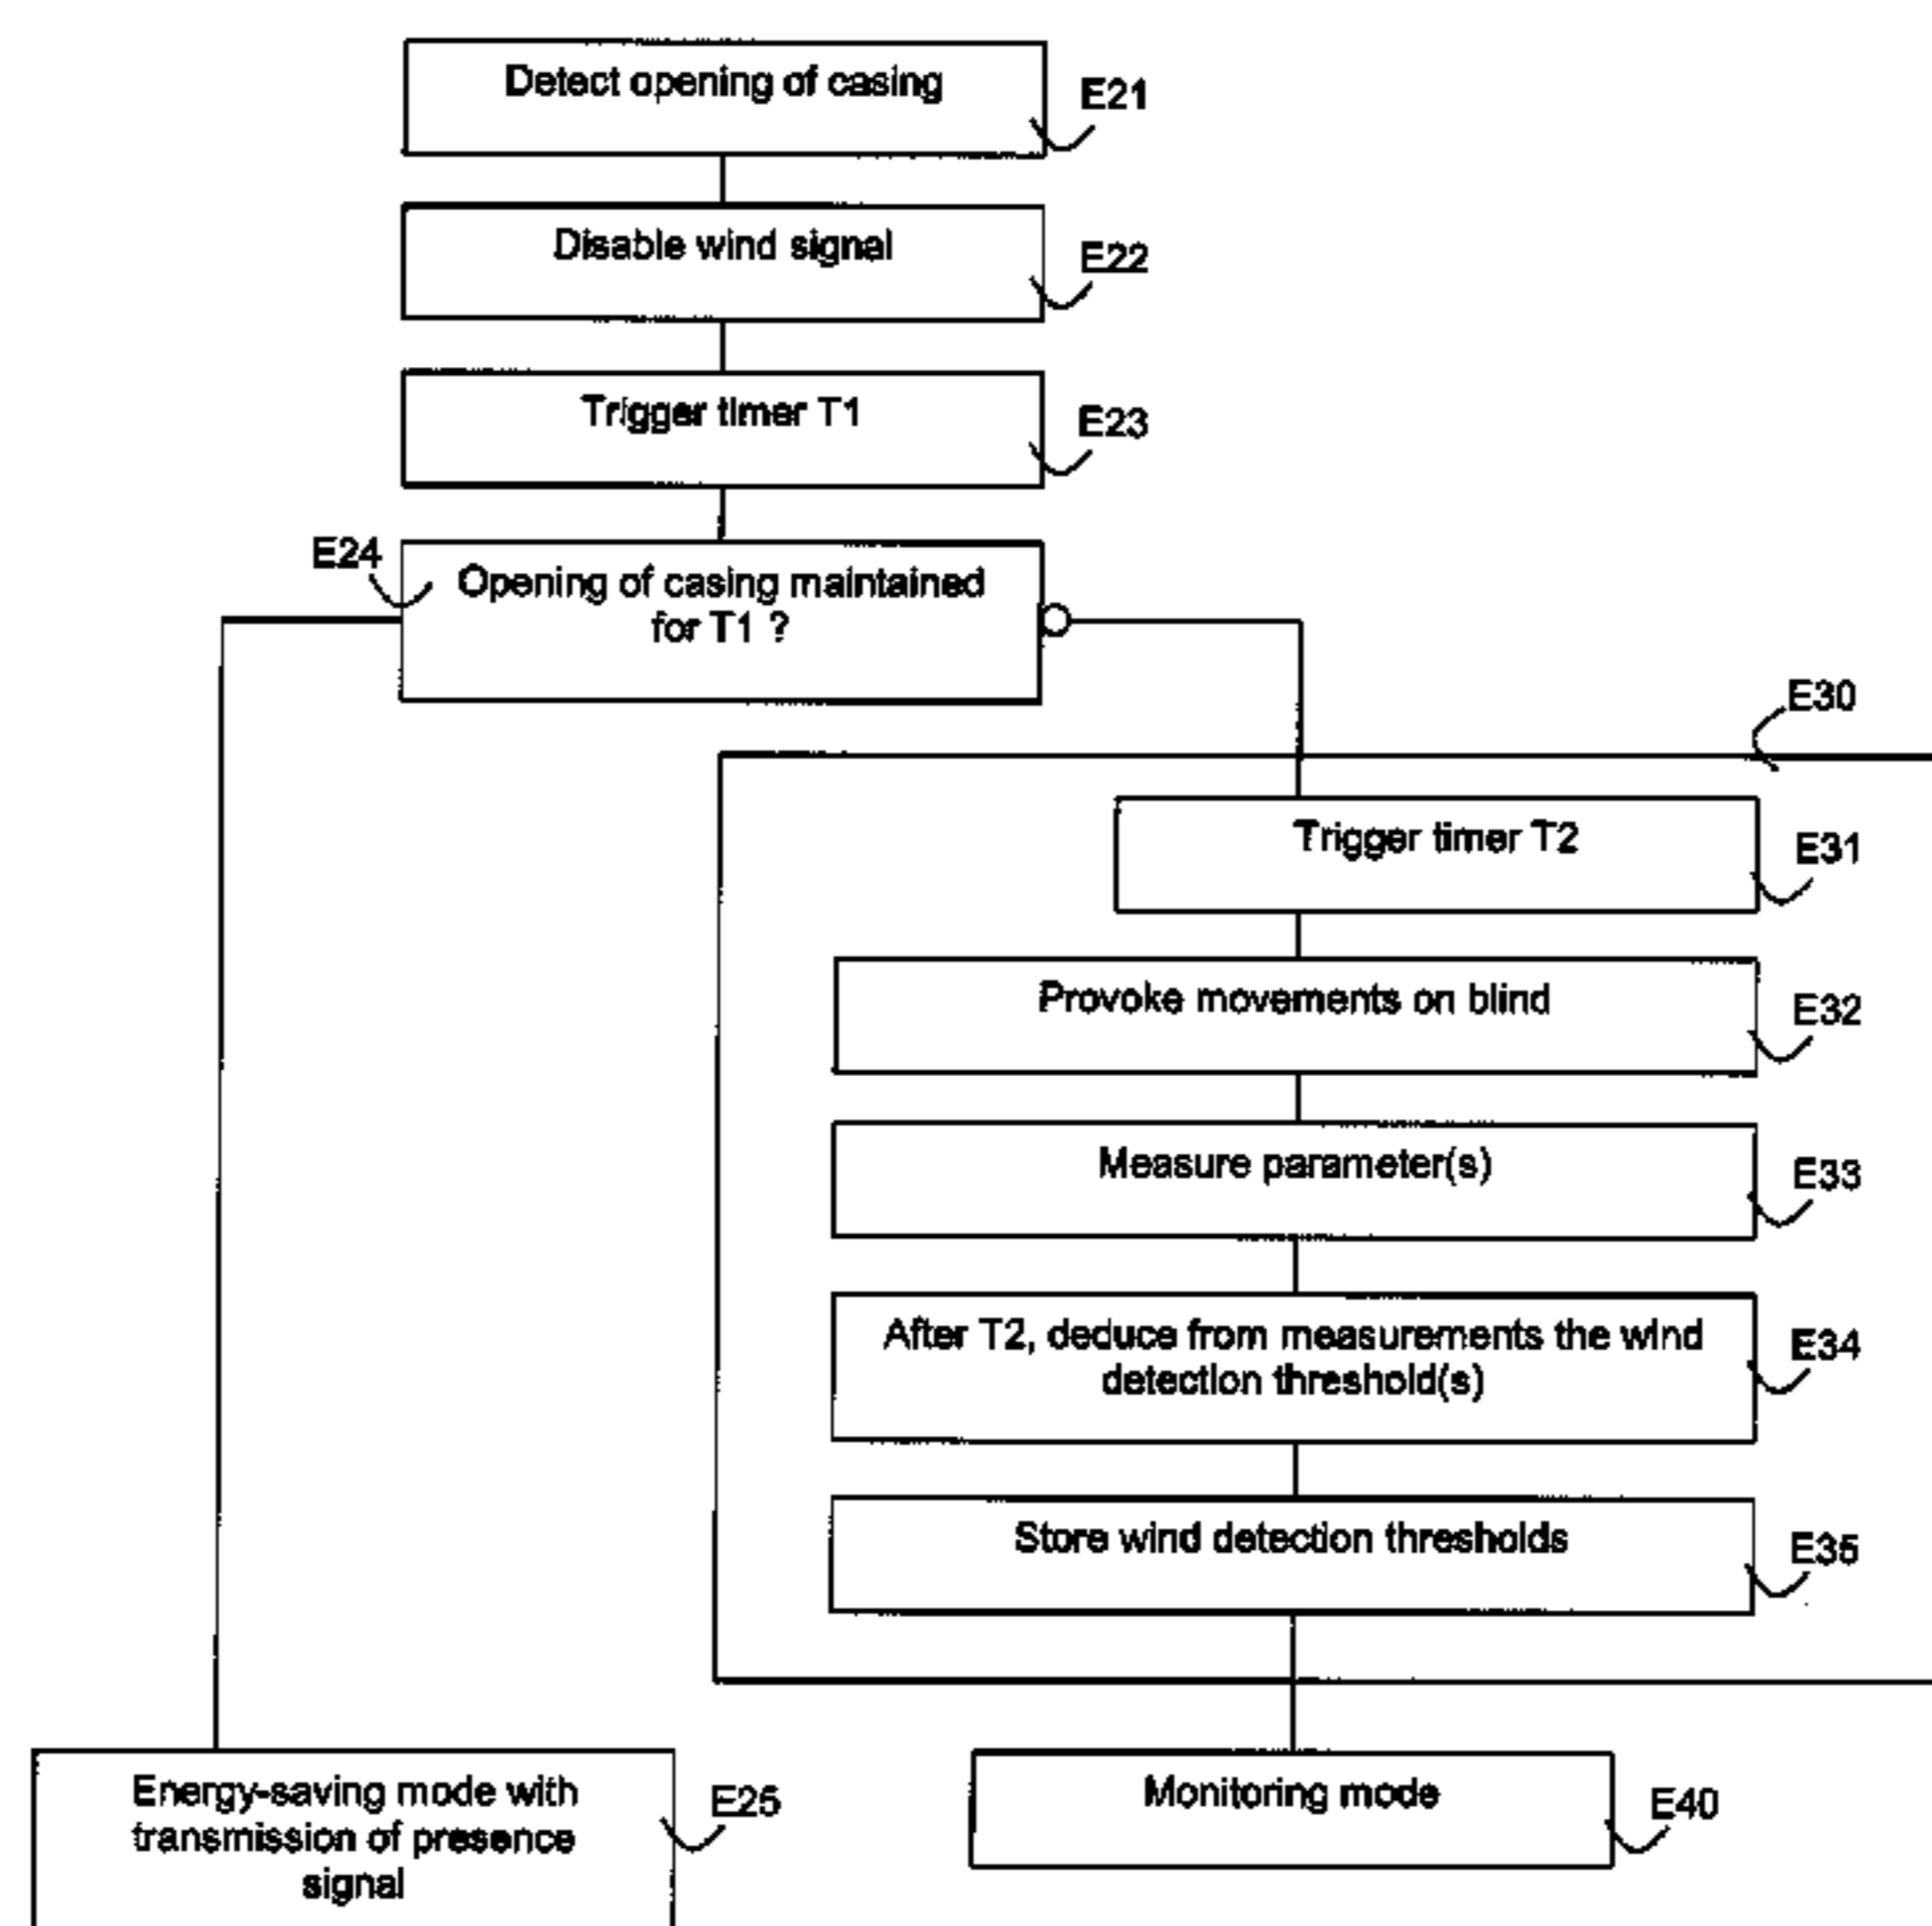 Detect opening of casing
E21
Disable wind signal
E22
Trigger timer T1
E23
E24
Opening of casing maintained
for T1 ?
E30
Trigger timer T2
E31
Provoke movements on blind
E32
Measure parameter(s)
E33
After T2, deduce from measurements the wind
detection threshold(s)
E34
Store wind detection thresholds
E35
Energy-saving mode with
transmission of presence
signal
E25
Monitoring mode
E40